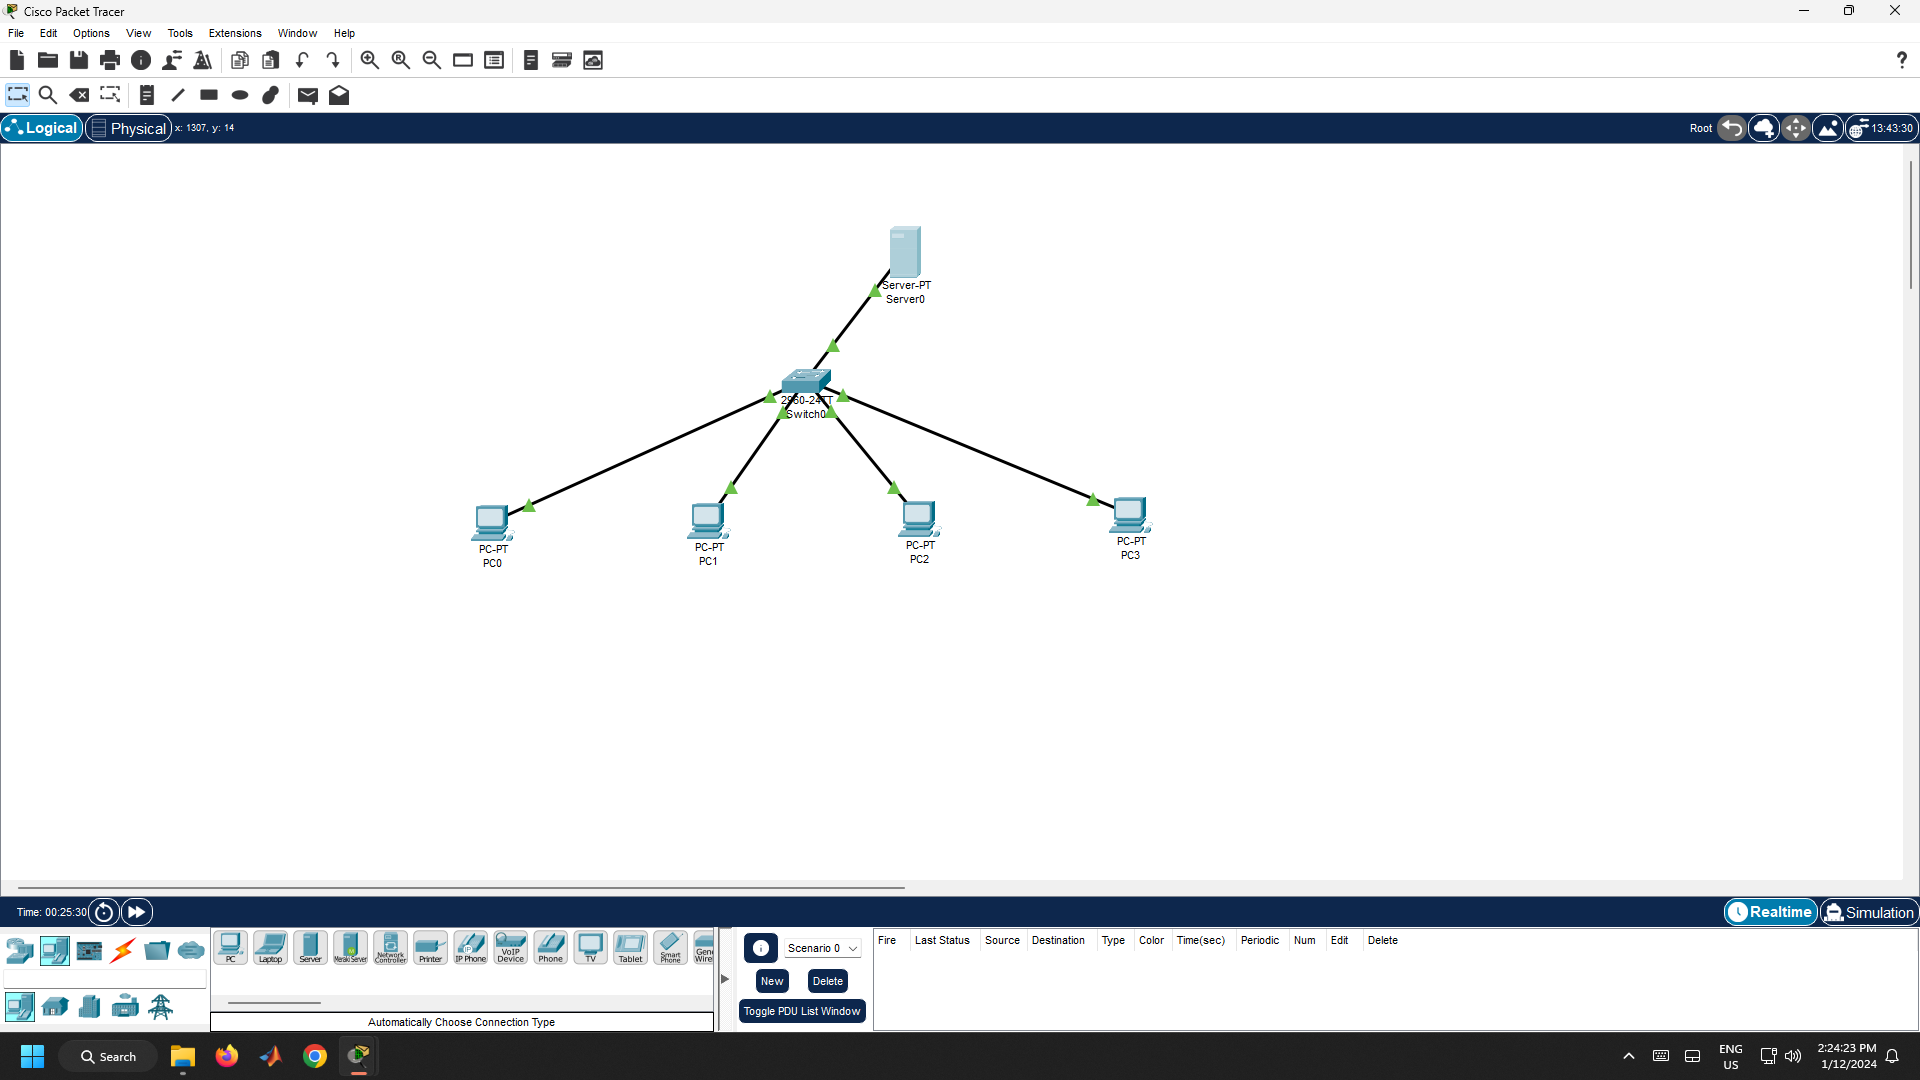 Cisco Packet Tracer
File Edit Options View Tools Extensions Window Help
Logical Physical x: 1307, y: 14 Root 13:43:30
Server-PT
Server0
2960-24TT
Switch0
PC-PT
PC0
PC-PT
PC1
PC-PT
PC2
PC-PT
PC3
Time: 00:25:30 Realtime Simulation
PC Laptop Server MerakiServer Network Controller Printer IP Phone VoIP Device Phone TV Tablet Smart Phone
Automatically Choose Connection Type
Scenario 0
New Delete
Toggle PDU List Window
Fire Last Status Source Destination Type Color Time(sec) Periodic Num Edit Delete
Search
ENG
US
2:24:23 PM
1/12/2024